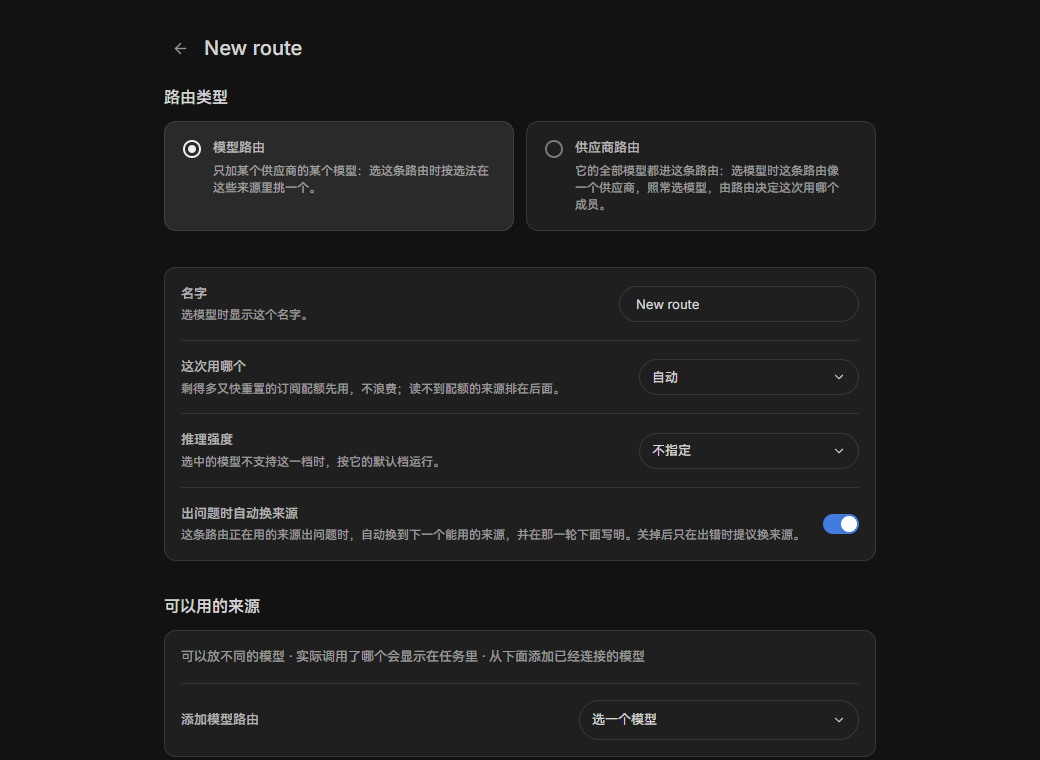 New route
路由类型
模型路由
只加某个供应商的某个模型：选这条路由时按选法在
这些来源里挑一个。
供应商路由
它的全部模型都进这条路由：选模型时这条路由像
一个供应商，照常选模型，由路由决定这次用哪个
成员。
名字
选模型时显示这个名字。
New route
这次用哪个
剩得多又快重置的订阅配额先用，不浪费；读不到配额的来源排在后面。
自动
推理强度
选中的模型不支持这一档时，按它的默认档运行。
不指定
出问题时自动换来源
这条路由正在用的来源出问题时，自动换到下一个能用的来源，并在那一轮下面写明。关掉后只在出错时提议换来源。
可以用的来源
可以放不同的模型 · 实际调用了哪个会显示在任务里 · 从下面添加已经连接的模型
添加模型路由
选一个模型